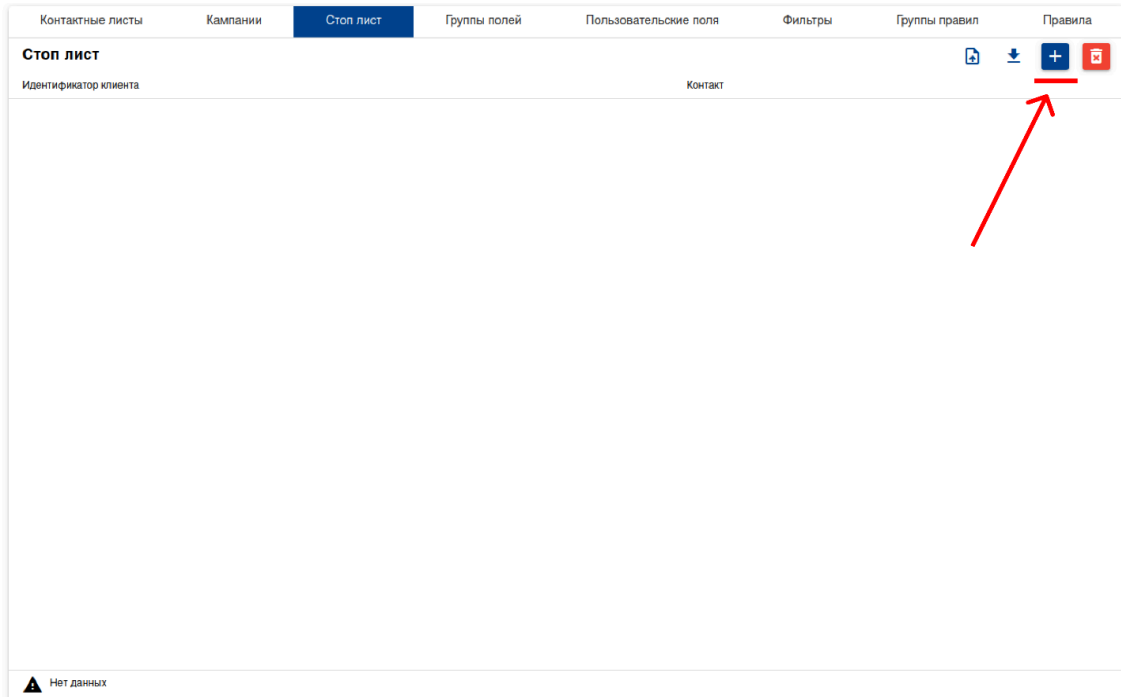 Контактные листы Кампании Стоп лист Группы полей Пользовательские поля Фильтры Группы правил Правила
Стоп лист
Идентификатор клиента Контакт
Нет данных